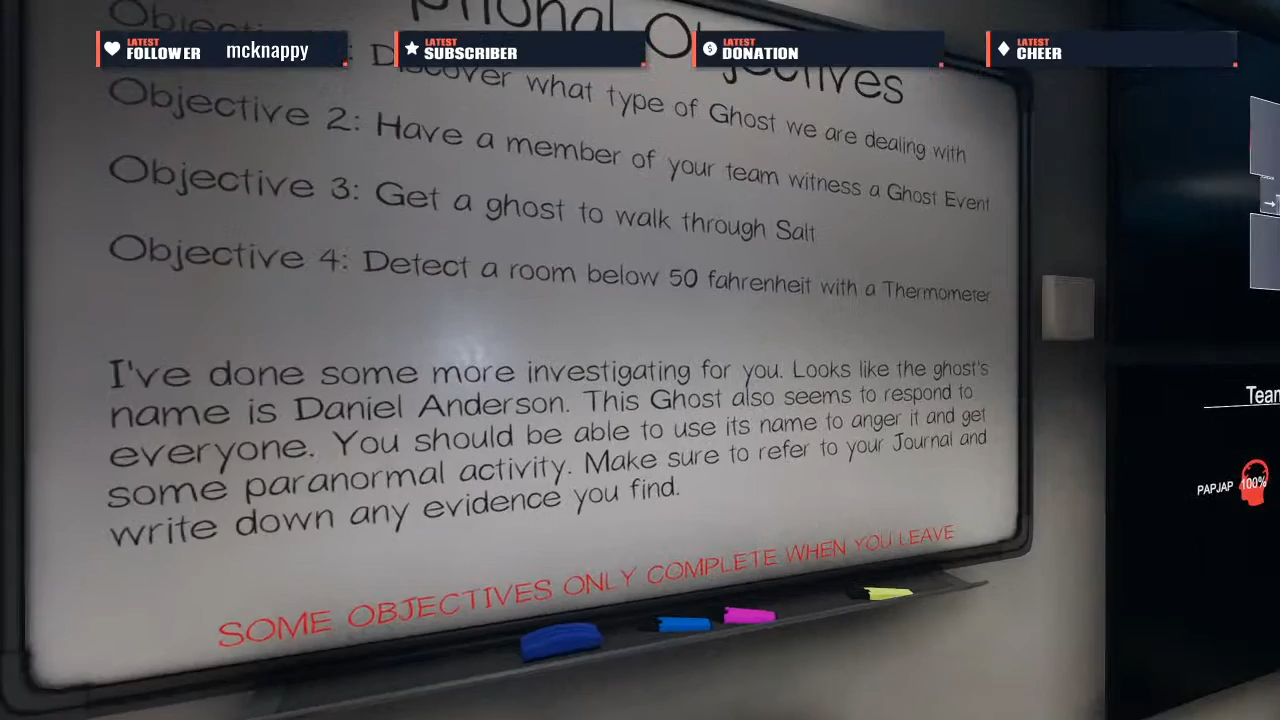 ptional Objectives
LATEST FOLLOWER mcknappy
LATEST SUBSCRIBER
LATEST DONATION
LATEST CHEER
Objective : Discover what type of Ghost we are dealing with
Objective 2: Have a member of your team witness a Ghost Event
Objective 3: Get a ghost to walk through Salt
Objective 4: Detect a room below 50 fahrenheit with a Thermometer
I've done some more investigating for you. Looks like the ghost's
name is Daniel Anderson. This Ghost also seems to respond to
everyone. You should be able to use its name to anger it and get
some paranormal activity. Make sure to refer to your Journal and
write down any evidence you find.
SOME OBJECTIVES ONLY COMPLETE WHEN YOU LEAVE
Team
PAPJAP 100%